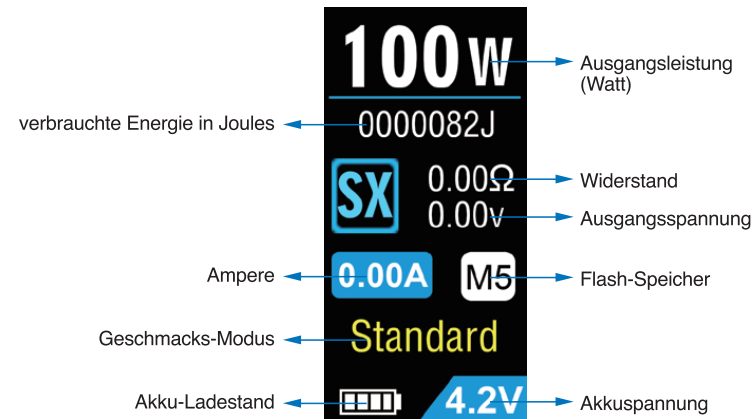 100W
Ausgangsleistung
(Watt)
verbrauchte Energie in Joules
0000082J
SX
0.00Ω
Widerstand
0.00v
Ausgangsspannung
Ampere
0.00A
M5
Flash-Speicher
Geschmacks-Modus
Standard
Akku-Ladestand
4.2V
Akkuspannung